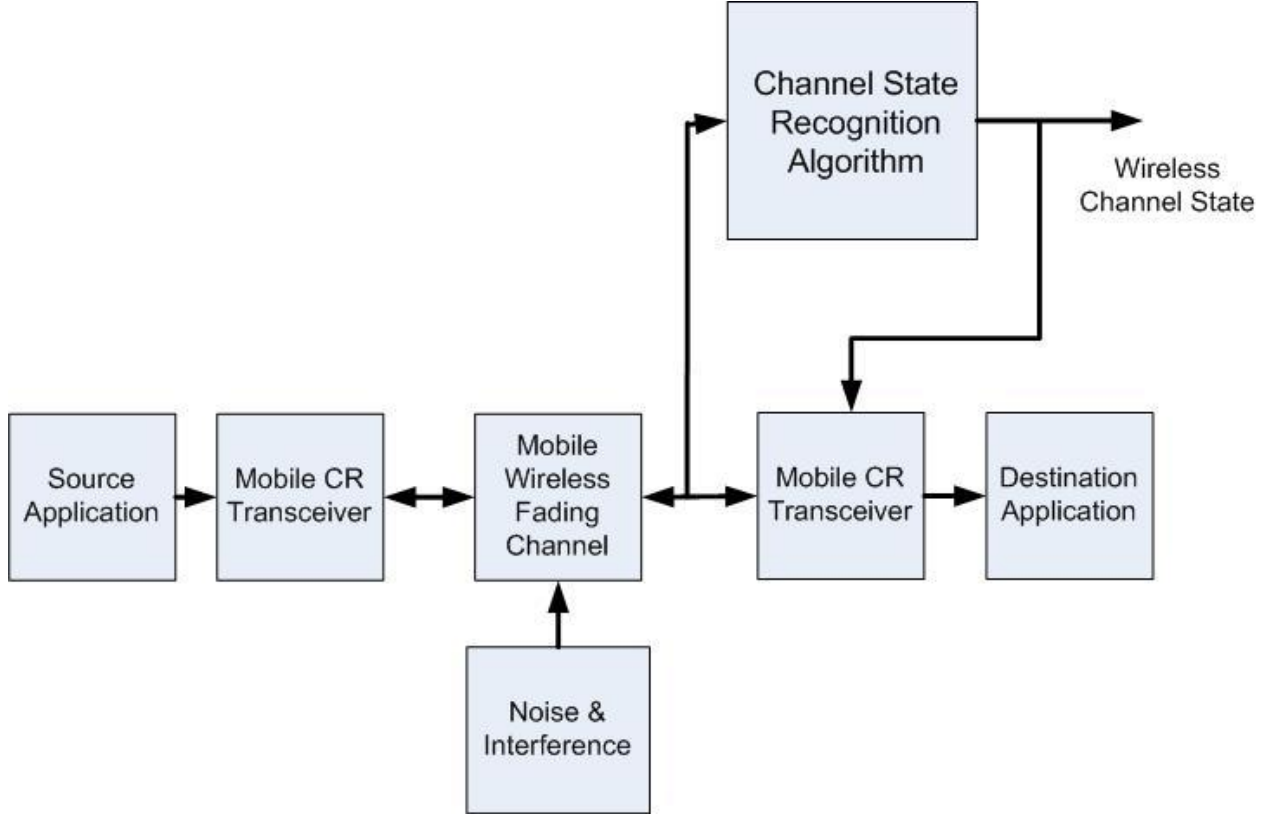 Channel State
Recognition
Algorithm
Wireless
Channel State
Source
Application
Mobile CR
Transceiver
Mobile
Wireless
Fading
Channel
Mobile CR
Transceiver
Destination
Application
Noise &
Interference